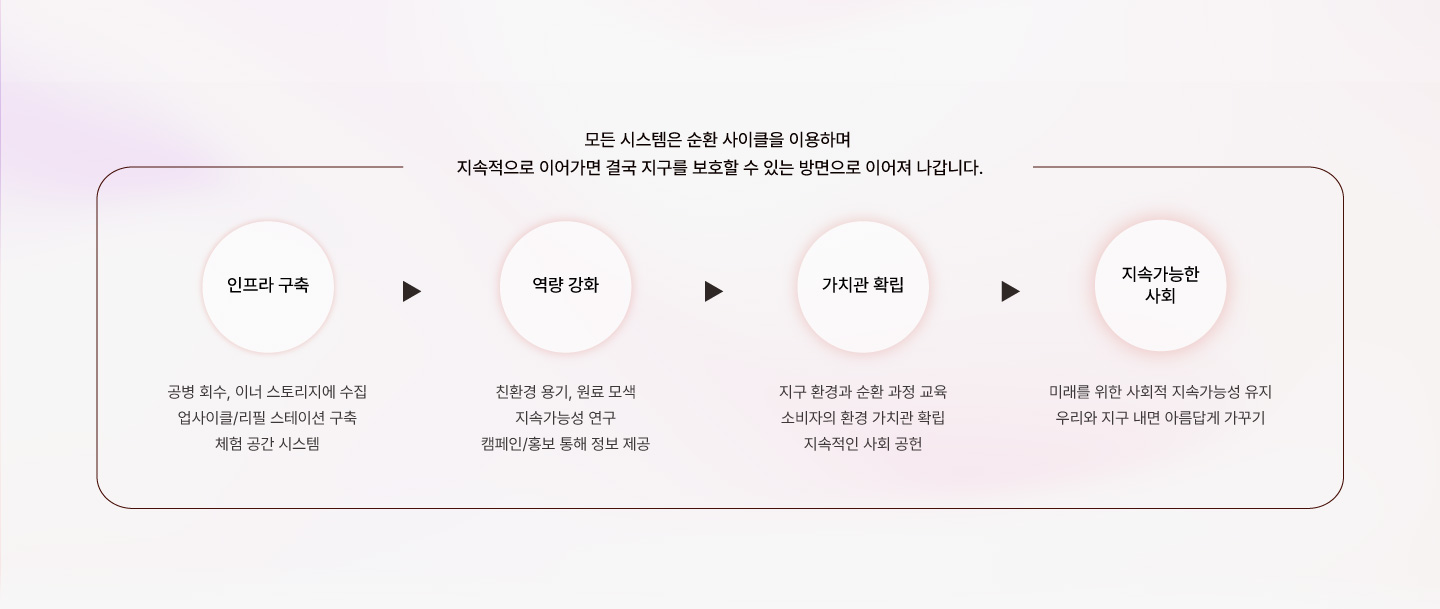 모든 시스템은 순환 사이클을 이용하며
지속적으로 이어가면 결국 지구를 보호할 수 있는 방면으로 이어져 나갑니다.
인프라 구축
공병 회수, 이너 스토리지에 수집
업사이클/리필 스테이션 구축
체험 공간 시스템
역량 강화
친환경 용기, 원료 모색
지속가능성 연구
캠페인/홍보 통해 정보 제공
가치관 확립
지구 환경과 순환 과정 교육
소비자의 환경 가치관 확립
지속적인 사회 공헌
지속가능한
사회
미래를 위한 사회적 지속가능성 유지
우리와 지구 내면 아름답게 가꾸기